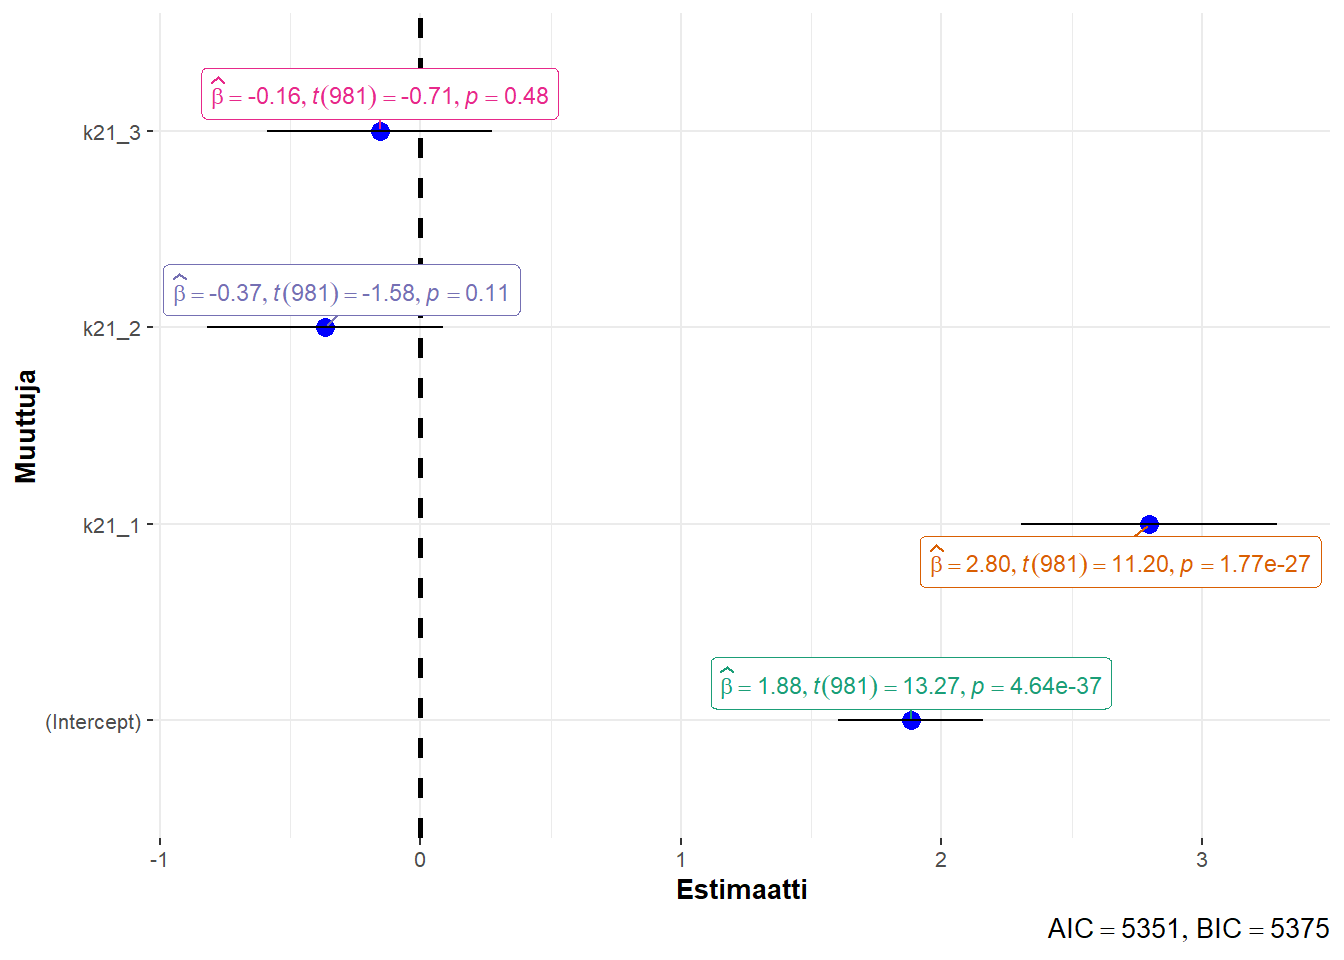 β̂ = -0.16, t(981) = -0.71, p = 0.48
k21_3
β̂ = -0.37, t(981) = -1.58, p = 0.11
k21_2
Muuttuja
k21_1
β̂ = 2.80, t(981) = 11.20, p = 1.77e-27
β̂ = 1.88, t(981) = 13.27, p = 4.64e-37
(Intercept)
-1 0 1 2 3
Estimaatti
AIC = 5351, BIC = 5375